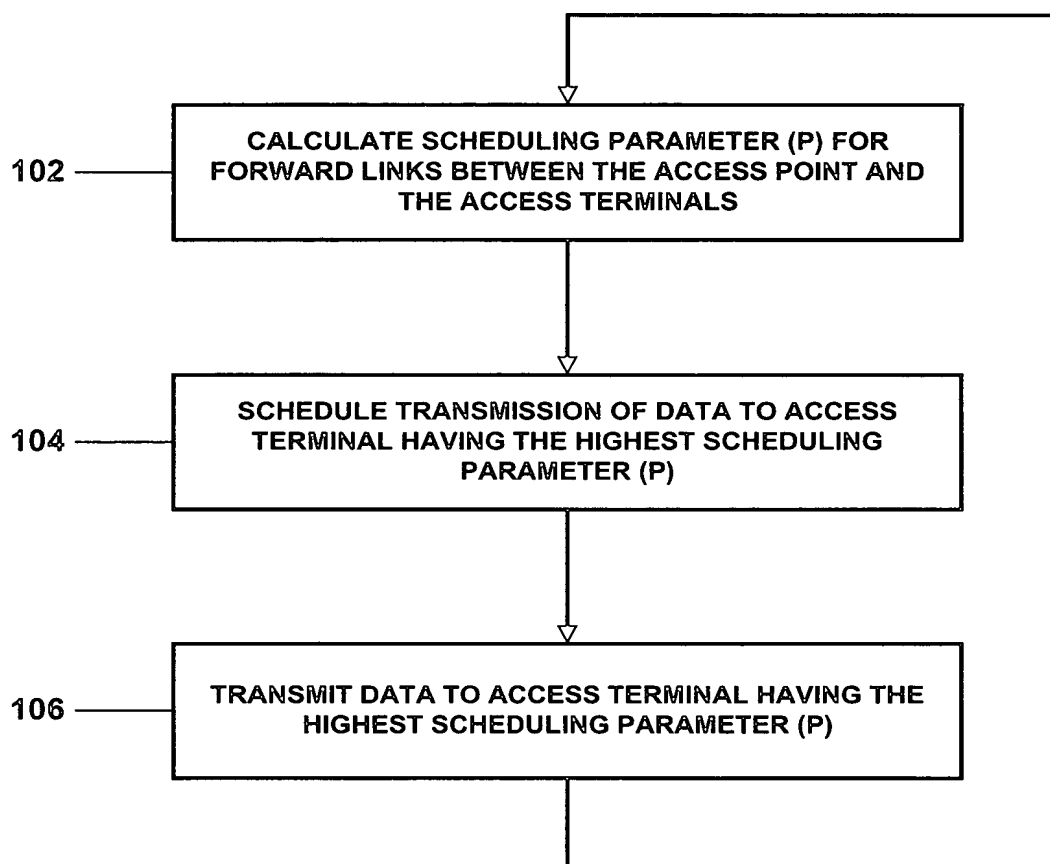 102
CALCULATE SCHEDULING PARAMETER (P) FOR
FORWARD LINKS BETWEEN THE ACCESS POINT AND
THE ACCESS TERMINALS
104
SCHEDULE TRANSMISSION OF DATA TO ACCESS
TERMINAL HAVING THE HIGHEST SCHEDULING
PARAMETER (P)
106
TRANSMIT DATA TO ACCESS TERMINAL HAVING THE
HIGHEST SCHEDULING PARAMETER (P)